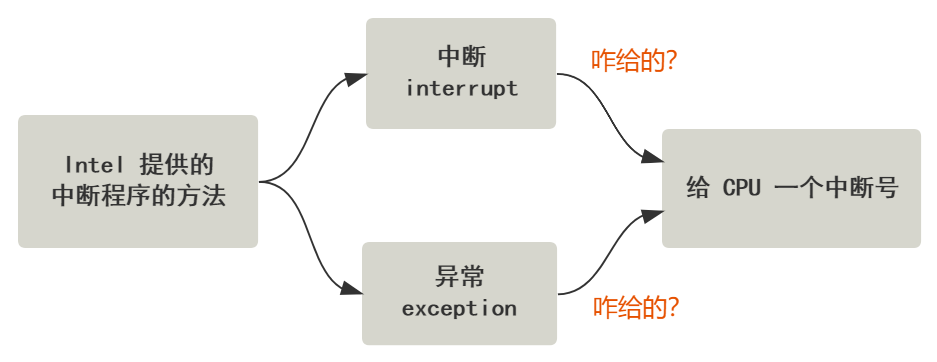 中断
interrupt
咋给的?
Intel 提供的
中断程序的方法
给 CPU 一个中断号
异常
exception
咋给的?